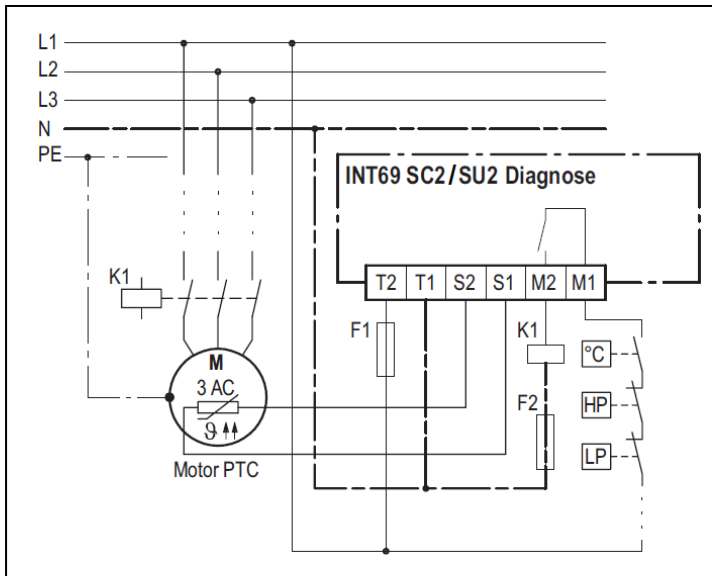 L1
L2
L3
N
PE
INT69 SC2/SU2 Diagnose
T2 T1 S2 S1 M2 M1
K1
F1
K1
°C
M
3 AC
F2
HP
ϑ
LP
Motor PTC